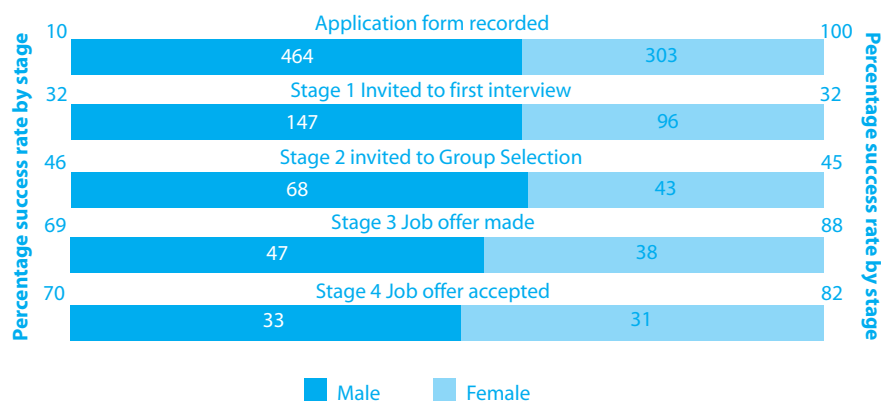 Application form recorded
10
100
464
303
Stage 1 Invited to first interview
32
32
147
96
Stage 2 invited to Group Selection
46
45
68
43
Stage 3 Job offer made
69
88
47
38
Stage 4 Job offer accepted
70
82
33
31
Percentage success rate by stage
Percentage success rate by stage
Male
Female